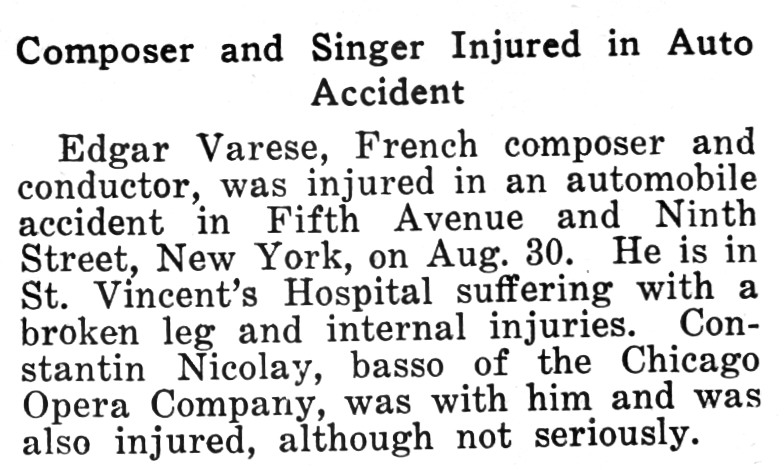 Composer and Singer Injured in Auto
Accident
Edgar Varese, French composer and
conductor, was injured in an automobile
accident in Fifth Avenue and Ninth
Street, New York, on Aug. 30. He is in
St. Vincent's Hospital suffering with a
broken leg and internal injuries. Con-
stantin Nicolay, basso of the Chicago
Opera Company, was with him and was
also injured, although not seriously.